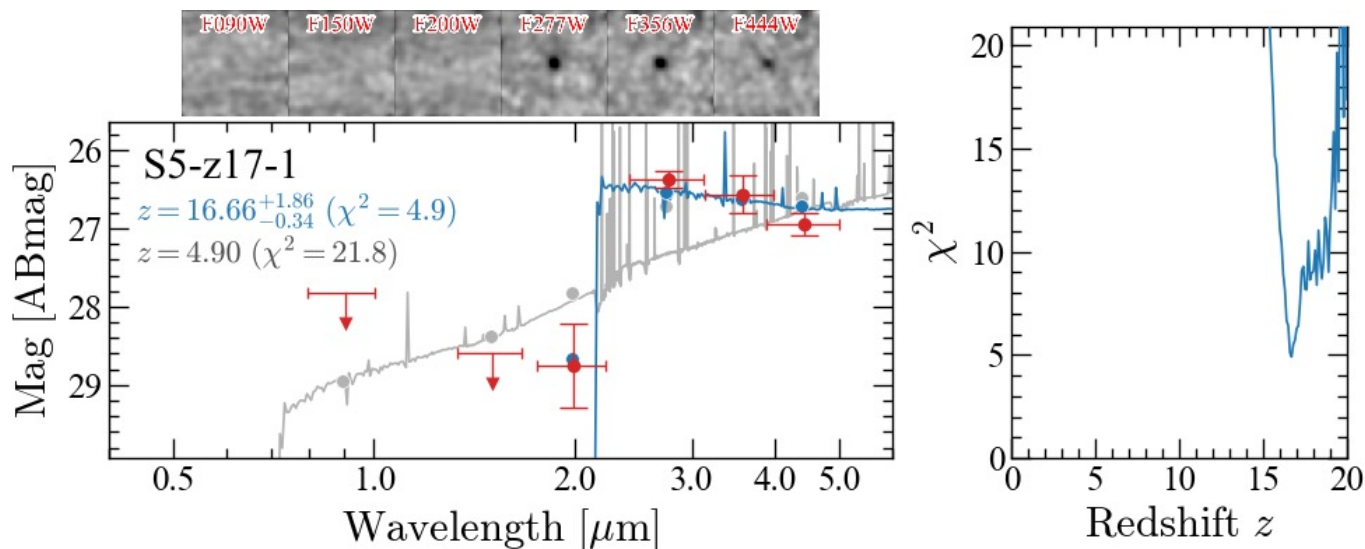 F090W F150W F200W F277W F356W F444W
S5-z17-1
z = 16.66 +1.86 −0.34 (χ² = 4.9)
z = 4.90 (χ² = 21.8)
26
27
28
29
Mag [ABmag]
0.5 1.0 2.0 3.0 4.0 5.0
Wavelength [μm]
20
15
10
5
0
χ²
0 5 10 15 20
Redshift z